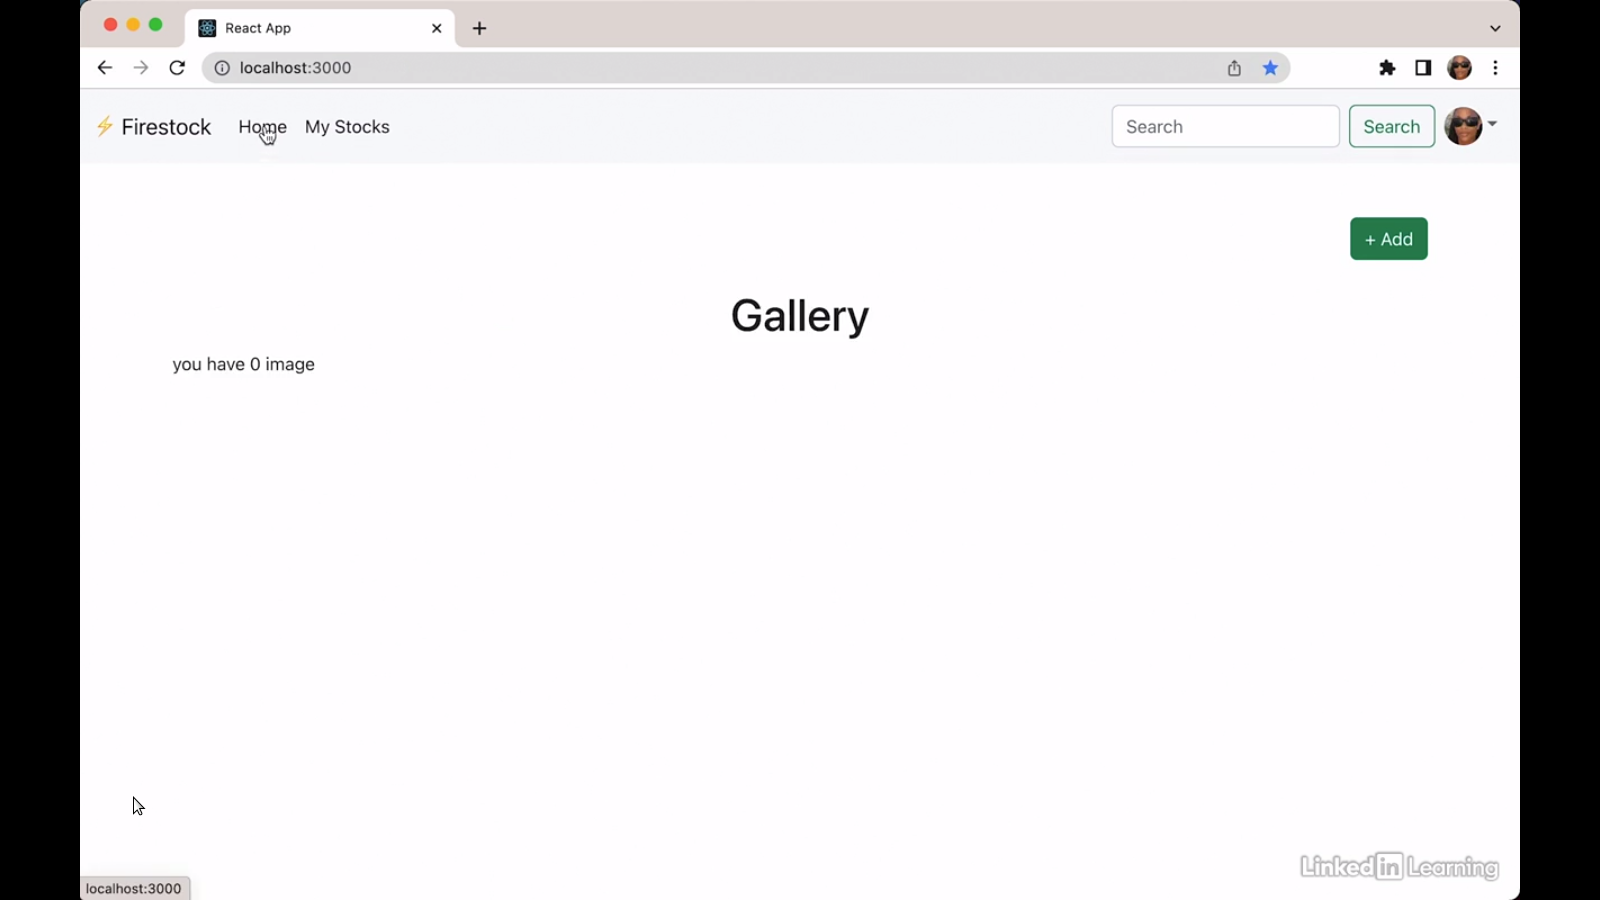 React App
localhost:3000
⚡ Firestock Home My Stocks Search Search
+ Add
Gallery
you have 0 image
Linked in Learning
localhost:3000